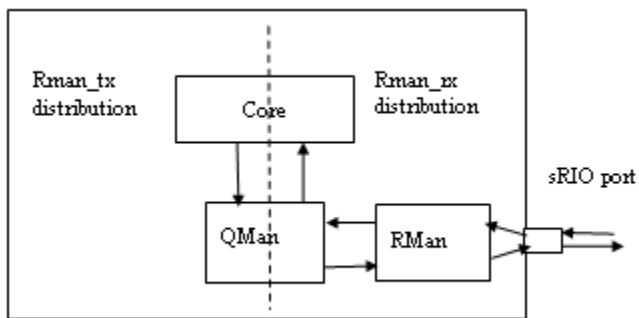 Rman_tx
distribution
Rman_rx
distribution
Core
sRIO port
QMan
RMan